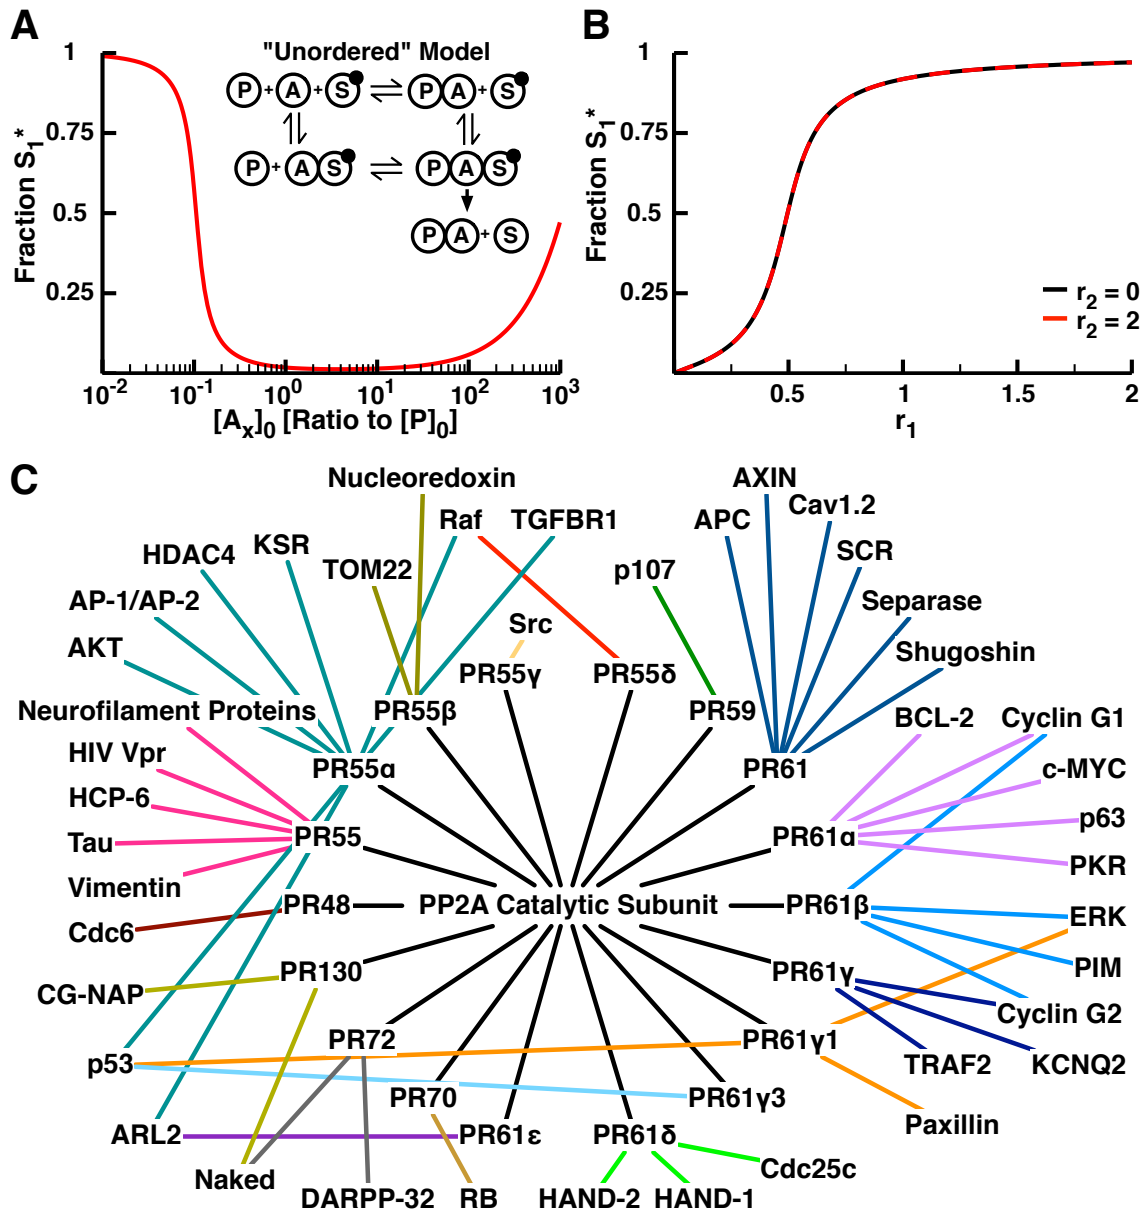 A
"Unordered" Model
P + A + S
P A + S
P + A S
P A S
P A + S
Fraction S1*
1
0.75
0.5
0.25
10-2
10-1
100
101
102
103
[Ax]0 [Ratio to [P]0]
B
Fraction S1*
1
0.75
0.5
0.25
r2 = 0
r2 = 2
0.5
1
1.5
2
r1
C
Nucleoredoxin
AXIN
Raf
TGFBR1
APC
Cav1.2
HDAC4
KSR
TOM22
p107
SCR
AP-1/AP-2
Src
Separase
AKT
PR55γ
PR55δ
Shugoshin
Neurofilament Proteins
PR55β
PR59
BCL-2
Cyclin G1
HIV Vpr
PR55α
PR61
c-MYC
HCP-6
p63
Tau
PR55
PR61α
PKR
Vimentin
PR48
PP2A Catalytic Subunit
PR61β
ERK
Cdc6
PR130
PR61γ
PIM
CG-NAP
Cyclin G2
PR72
PR61γ1
p53
TRAF2
KCNQ2
PR70
PR61γ3
Paxillin
ARL2
PR61ε
PR61δ
Cdc25c
Naked
DARPP-32
RB
HAND-2
HAND-1